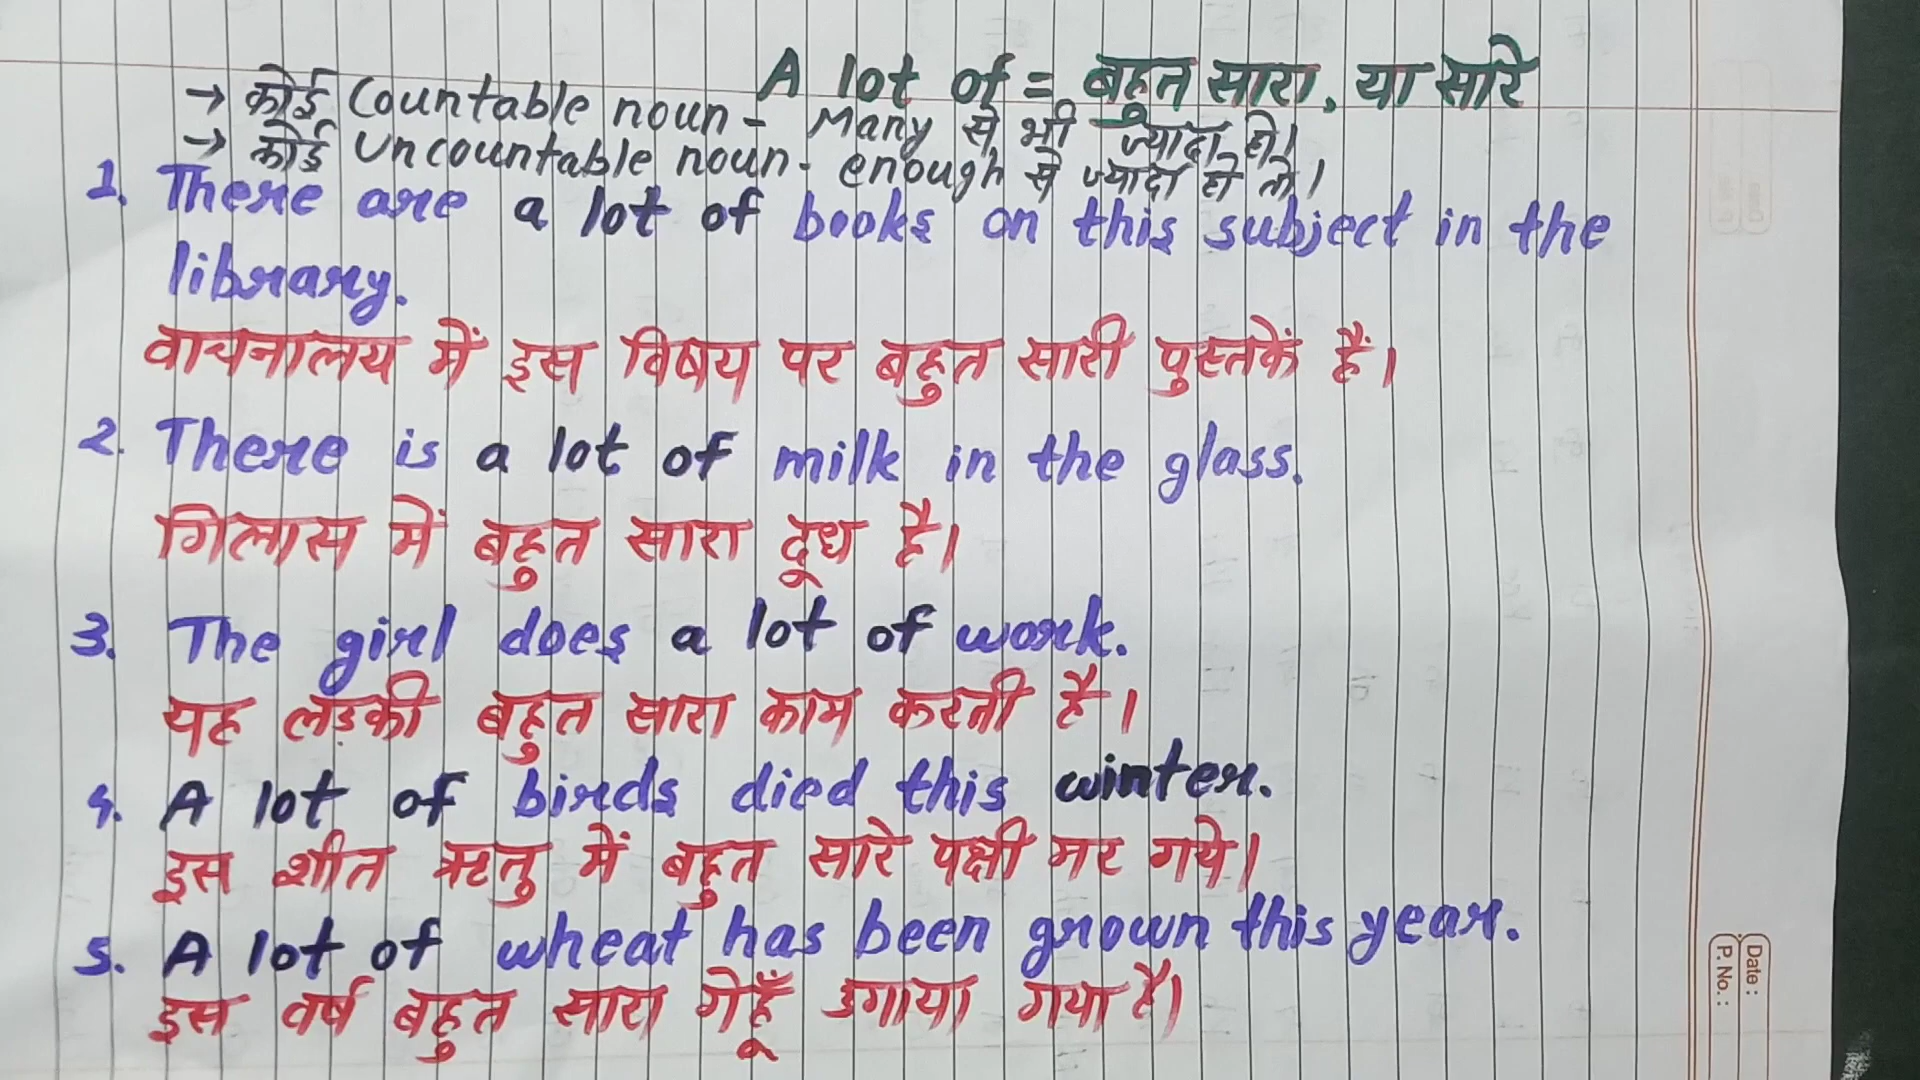 A lot of = बहुत सारा, या सारे
→ कोई Countable noun - Many से भी ज्यादा हो।
→ कोई Uncountable noun - enough से ज्यादा हो तो।
1. There are a lot of books on this subject in the
library.
वाचनालय में इस विषय पर बहुत सारी पुस्तकें हैं।
2. There is a lot of milk in the glass.
गिलास में बहुत सारा दूध है।
3. The girl does a lot of work.
यह लड़की बहुत सारा काम करती है।
4. A lot of birds died this winter.
इस शीत ऋतु में बहुत सारे पक्षी मर गये।
5. A lot of wheat has been grown this year.
इस वर्ष बहुत सारा गेहूँ उगाया गया है।
Date :
P. No. :